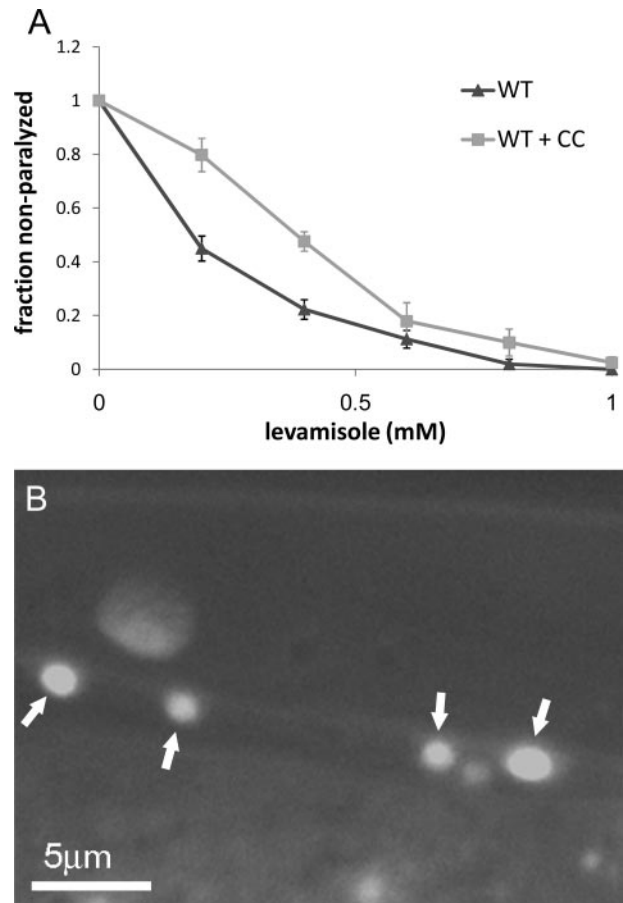 A
1.2
1
0.8
0.6
0.4
0.2
0
fraction non-paralyzed
WT
WT + CC
0 0.5 1
levamisole (mM)
B
5μm